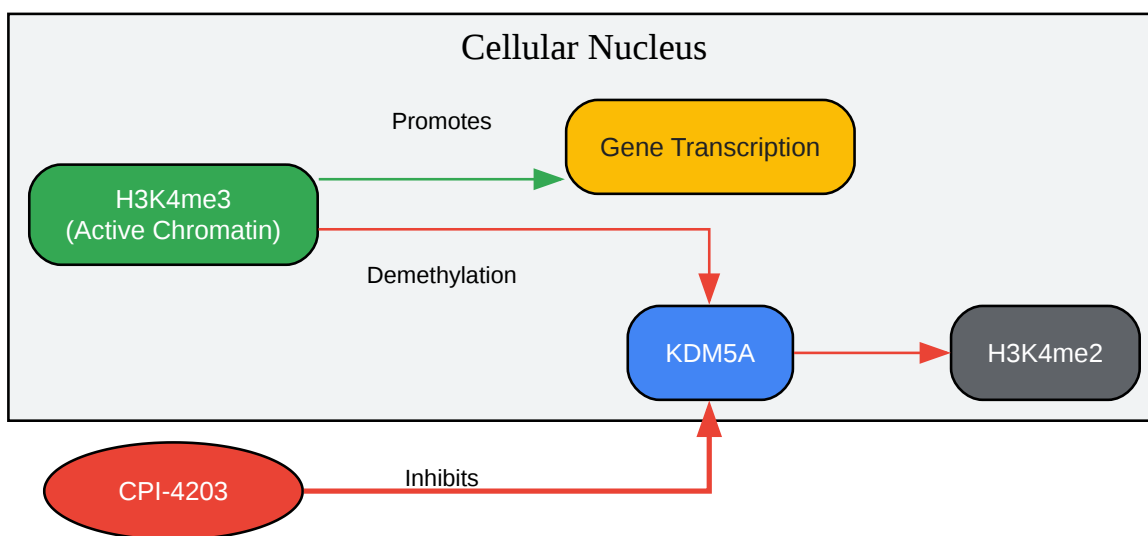 Cellular Nucleus
Promotes
Gene Transcription
H3K4me3
(Active Chromatin)
Demethylation
KDM5A
H3K4me2
CPI-4203
Inhibits